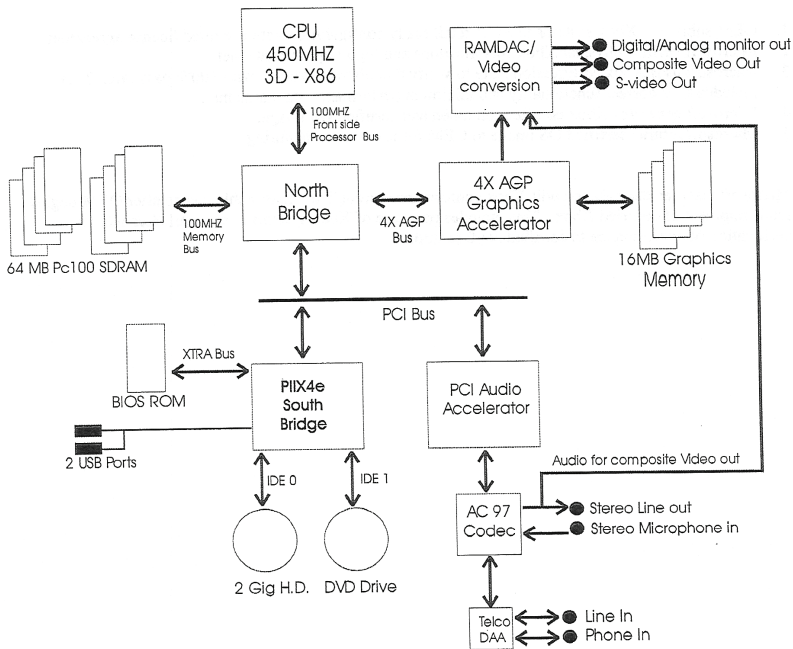 CPU
450MHZ
3D - X86
RAMDAC/
Video
conversion
Digital/Analog monitor out
Composite Video Out
S-video Out
100MHZ
Front side
Processor Bus
North
Bridge
4X AGP
Graphics
Accelerator
100MHZ
Memory
Bus
4X AGP
Bus
64 MB Pc100 SDRAM
16MB Graphics
Memory
PCI Bus
XTRA Bus
BIOS ROM
PIIX4e
South
Bridge
PCI Audio
Accelerator
2 USB Ports
IDE 0
IDE 1
Audio for composite Video out
AC 97
Codec
Stereo Line out
Stereo Microphone in
2 Gig H.D.
DVD Drive
Telco
DAA
Line In
Phone In